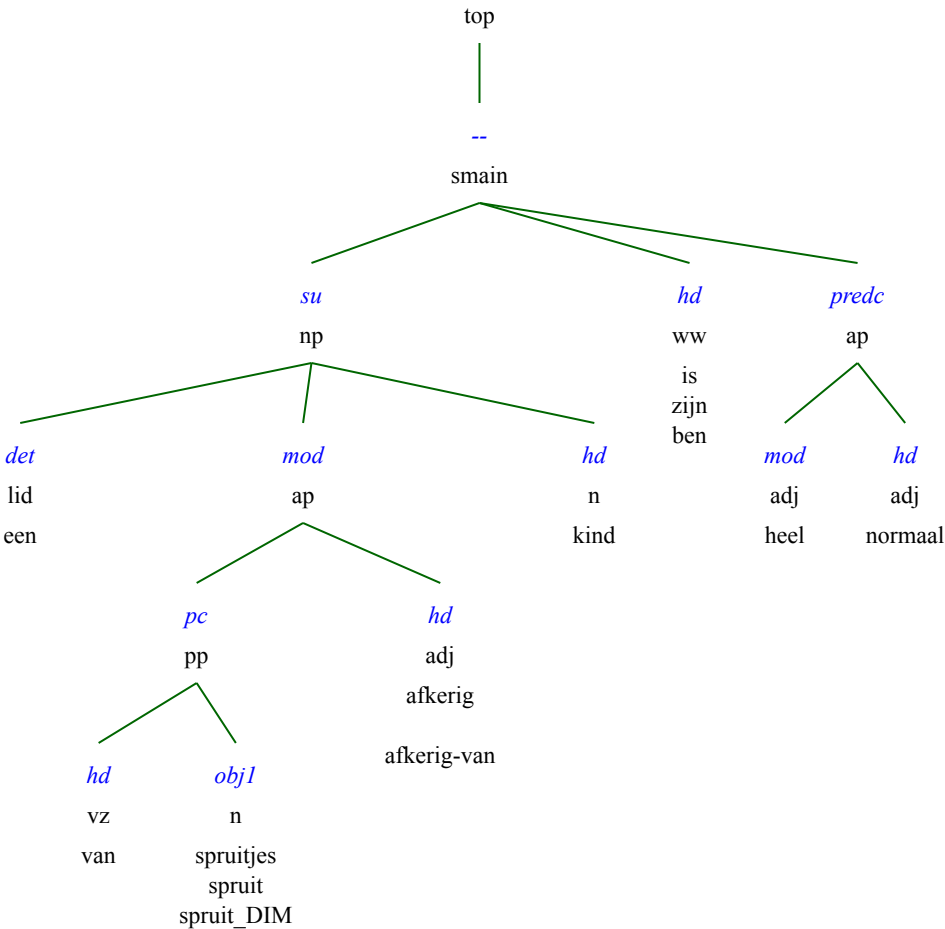 top
--
smain
su hd predc
np ww ap
is
zijn
ben
det mod hd mod hd
lid ap n adj adj
een kind heel normaal
pc hd
pp adj
afkerig
afkerig-van
hd obj1
vz n
van spruitjes
spruit
spruit_DIM